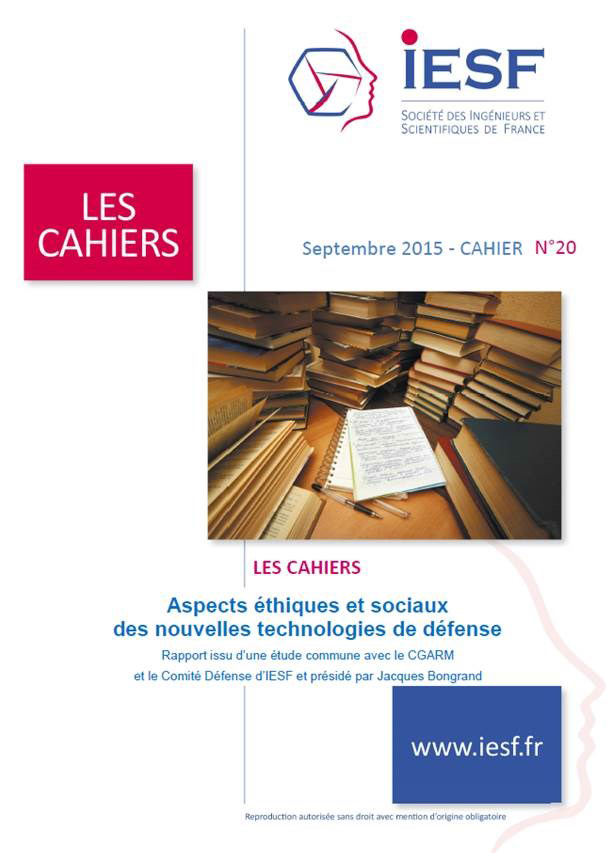 iESF
SOCIÉTÉ DES INGÉNIEURS ET
SCIENTIFIQUES DE FRANCE
LES
CAHIERS
Septembre 2015 - CAHIER N°20
LES CAHIERS
Aspects éthiques et sociaux
des nouvelles technologies de défense
Rapport issu d'une étude commune avec le CGARM
et le Comité Défense d'IESF et présidé par Jacques Bongrand
www.iesf.fr
Reproduction autorisée sans droit avec mention d'origine obligatoire